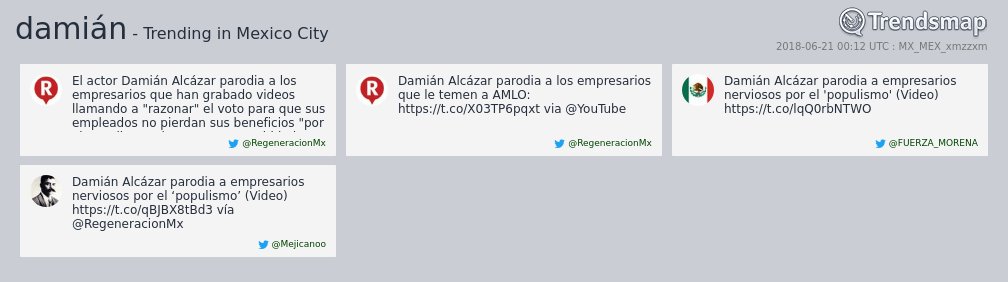 damián - Trending in Mexico City
Trendsmap
2018-06-21 00:12 UTC : MX_MEX_xmzzxm
El actor Damián Alcázar parodia a los
empresarios que han grabado videos
llamando a "razonar" el voto para que sus
empleados no pierdan sus beneficios "por
@RegeneracionMx
Damián Alcázar parodia a los empresarios
que le temen a AMLO:
https://t.co/X03TP6pqxt via @YouTube
@RegeneracionMx
Damián Alcázar parodia a empresarios
nerviosos por el 'populismo' (Video)
https://t.co/lqQ0rbNTWO
@FUERZA_MORENA
Damián Alcázar parodia a empresarios
nerviosos por el ‘populismo’ (Video)
https://t.co/qBJBX8tBd3 vía
@RegeneracionMx
@Mejicanoo